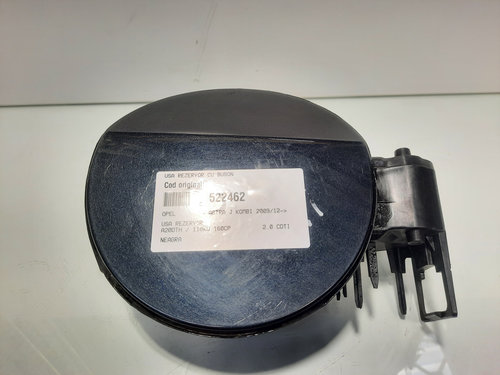 USA REZERVOR CU BUSON
Cod original
522462
OPEL ASTRA J KOMBI 2009/12->
USA REZERVOR
A20DTH / 118KW 160CP 2.0 CDTI
NEAGRA